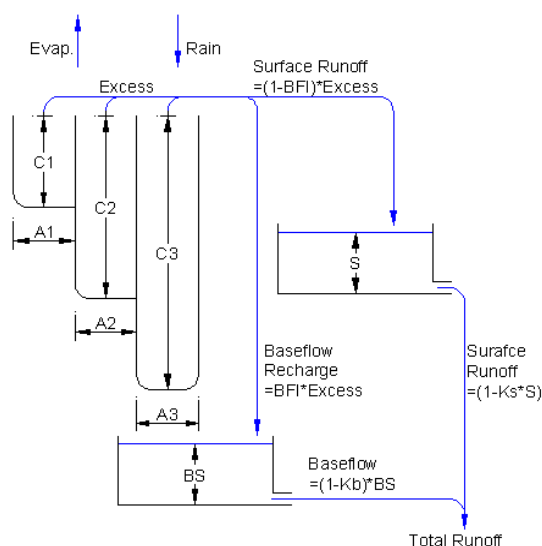 Evap.
Rain
Excess
Surface Runoff
=(1-BFI)*Excess
C1
C2
C3
A1
S
A2
Baseflow
Recharge
=BFI*Excess
Surafce
Runoff
=(1-Ks*S)
A3
BS
Baseflow
=(1-Kb)*BS
Total Runoff